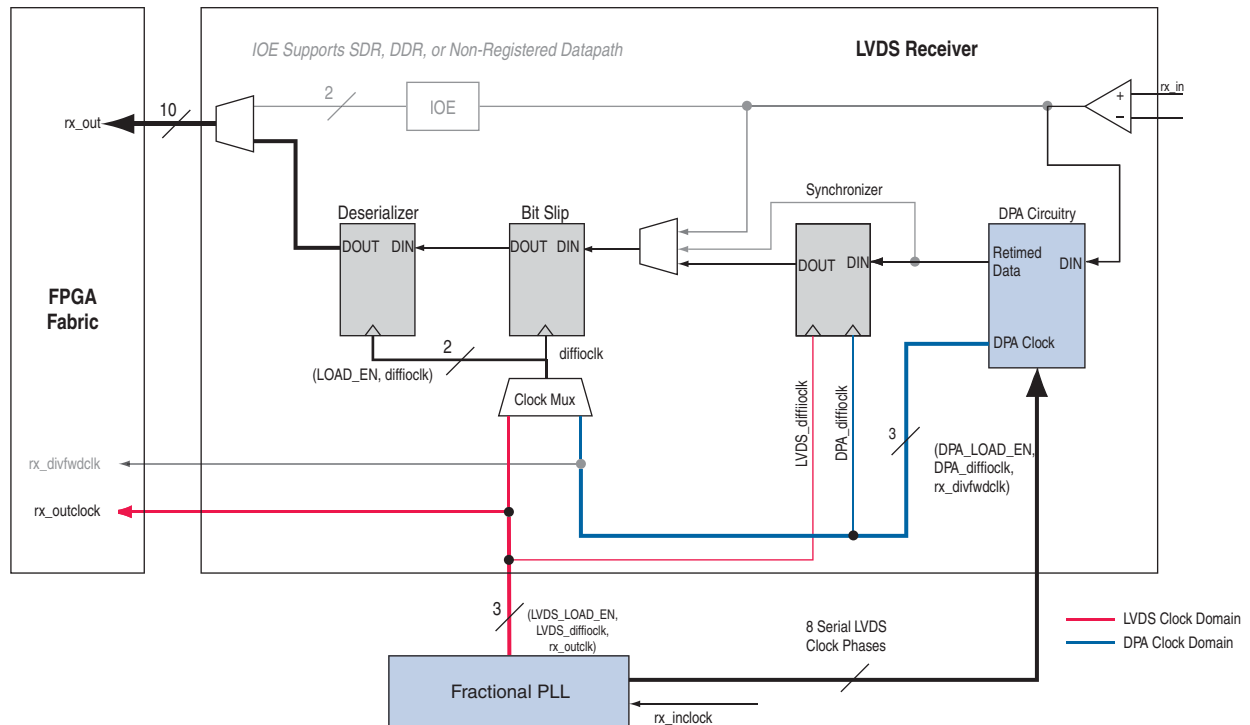 IOE Supports SDR, DDR, or Non-Registered Datapath
LVDS Receiver
2
IOE
+
−
rx_in
10
rx_out
Synchronizer
Deserializer
Bit Slip
DPA Circuitry
DOUT DIN
DOUT DIN
DOUT DIN
Retimed
Data
DIN
DPA Clock
FPGA
Fabric
2
(LOAD_EN, diffioclk)
diffioclk
Clock Mux
LVDS_diffiioclk
DPA_diffioclk
3
(DPA_LOAD_EN,
DPA_diffioclk,
rx_divfwdclk)
rx_divfwdclk
rx_outclock
3
(LVDS_LOAD_EN,
LVDS_diffioclk,
rx_outclk)
8 Serial LVDS
Clock Phases
LVDS Clock Domain
DPA Clock Domain
Fractional PLL
rx_inclock